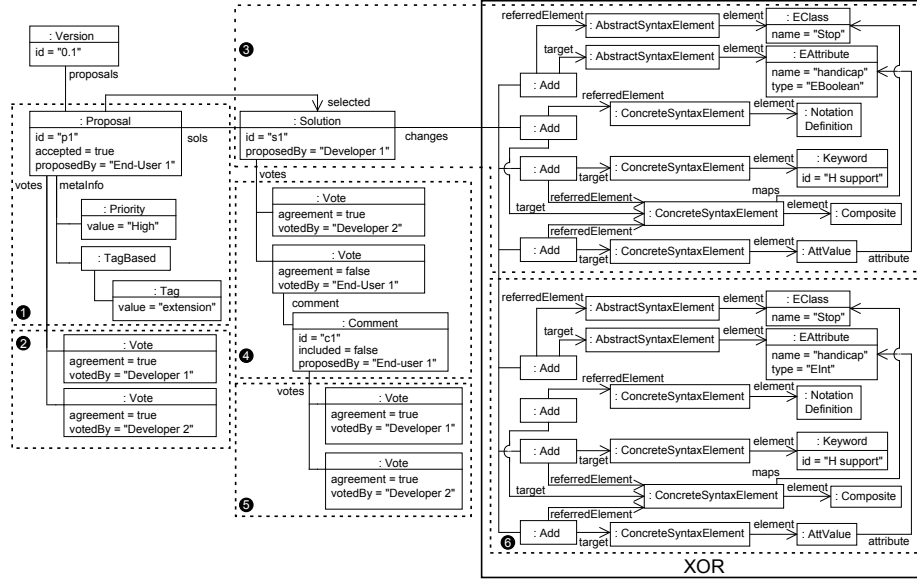 : Version
id = "0.1"
proposals
1
: Proposal
id = "p1"
accepted = true
proposedBy = "End-User 1"
votes
metaInfo
: Priority
value = "High"
: TagBased
: Tag
value = "extension"
2
: Vote
agreement = true
votedBy = "Developer 1"
: Vote
agreement = true
votedBy = "Developer 2"
3
selected
sols
: Solution
id = "s1"
proposedBy = "Developer 1"
changes
votes
4
: Vote
agreement = true
votedBy = "Developer 2"
: Vote
agreement = false
votedBy = "End-User 1"
comment
: Comment
id = "c1"
included = false
proposedBy = "End-user 1"
votes
5
: Vote
agreement = true
votedBy = "Developer 1"
: Vote
agreement = true
votedBy = "Developer 2"
referredElement
: AbstractSyntaxElement
element
: EClass
name = "Stop"
target
: AbstractSyntaxElement
element
: EAttribute
name = "handicap"
type = "EBoolean"
: Add
referredElement
: ConcreteSyntaxElement
element
: Notation
Definition
: Add
: Add
target
: ConcreteSyntaxElement
element
: Keyword
id = "H support"
maps
referredElement
target
: ConcreteSyntaxElement
element
: Composite
referredElement
: Add
target
: ConcreteSyntaxElement
element
: AttValue
attribute
referredElement
: AbstractSyntaxElement
element
: EClass
name = "Stop"
target
: AbstractSyntaxElement
element
: EAttribute
name = "handicap"
type = "EInt"
: Add
referredElement
: ConcreteSyntaxElement
element
: Notation
Definition
: Add
: Add
target
: ConcreteSyntaxElement
element
: Keyword
id = "H support"
maps
referredElement
target
: ConcreteSyntaxElement
element
: Composite
referredElement
6
: Add
target
: ConcreteSyntaxElement
element
: AttValue
attribute
XOR